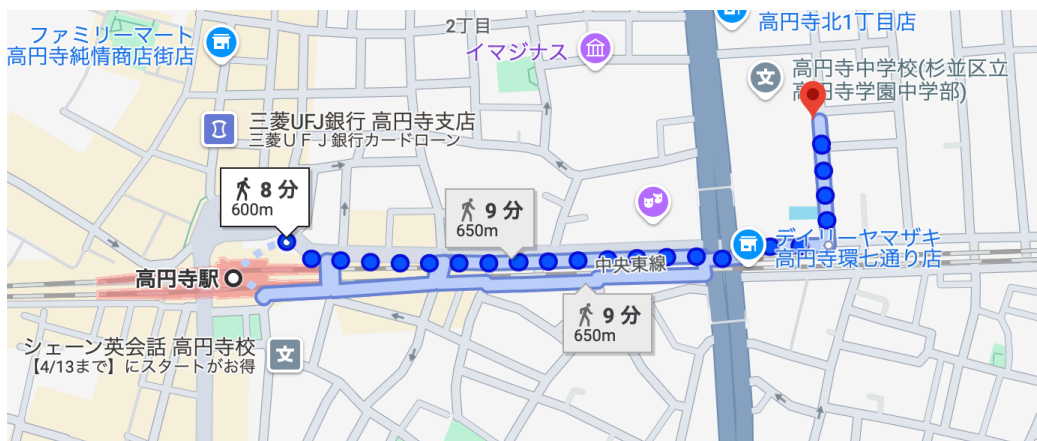 ファミリーマート
高円寺純情商店街店
2丁目
イマジナス
高円寺北1丁目店
高円寺中学校(杉並区立
高円寺学園中学部)
三菱UFJ銀行 高円寺支店
三菱UFJ銀行カードローン
8 分
600m
9 分
650m
デイリーヤマザキ
高円寺環七通り店
中央東線
高円寺駅
9 分
650m
シェーン英会話 高円寺校
【4/13まで】にスタートがお得
文
文